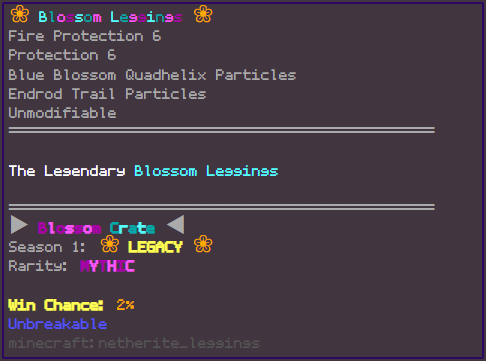 ❀ Blossom Leggings ❀
Fire Protection 6
Protection 6
Blue Blossom Quadhelix Particles
Endrod Trail Particles
Unmodifiable
The Legendary Blossom Leggings
▶ Blossom Crate ◀
Season 1: ❀ LEGACY ❀
Rarity: MYTHIC
Win Chance: 2%
Unbreakable
minecraft:netherite_leggings